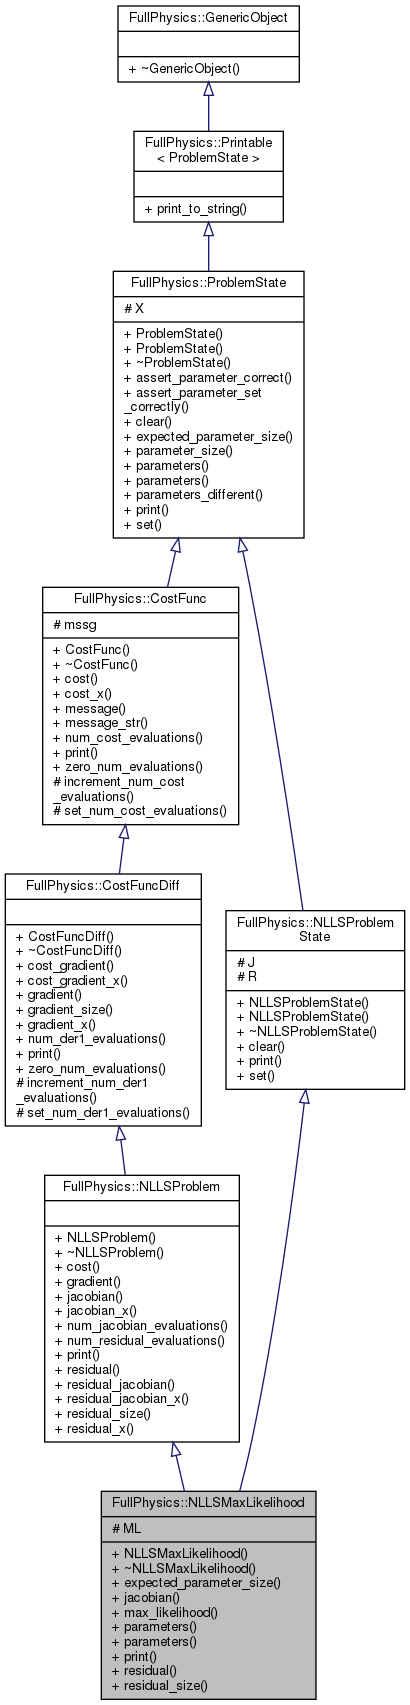 FullPhysics::GenericObject
+ ~GenericObject()
FullPhysics::Printable
< ProblemState >
+ print_to_string()
FullPhysics::ProblemState
# X
+ ProblemState()
+ ProblemState()
+ ~ProblemState()
+ assert_parameter_correct()
+ assert_parameter_set
_correctly()
+ clear()
+ expected_parameter_size()
+ parameter_size()
+ parameters()
+ parameters()
+ parameters_different()
+ print()
+ set()
FullPhysics::CostFunc
# mssg
+ CostFunc()
+ ~CostFunc()
+ cost()
+ cost_x()
+ message()
+ message_str()
+ num_cost_evaluations()
+ print()
+ zero_num_evaluations()
# increment_num_cost
_evaluations()
# set_num_cost_evaluations()
FullPhysics::CostFuncDiff
+ CostFuncDiff()
+ ~CostFuncDiff()
+ cost_gradient()
+ cost_gradient_x()
+ gradient()
+ gradient_size()
+ gradient_x()
+ num_der1_evaluations()
+ print()
+ zero_num_evaluations()
# increment_num_der1
_evaluations()
# set_num_der1_evaluations()
FullPhysics::NLLSProblem
State
# J
# R
+ NLLSProblemState()
+ NLLSProblemState()
+ ~NLLSProblemState()
+ clear()
+ print()
+ set()
FullPhysics::NLLSProblem
+ NLLSProblem()
+ ~NLLSProblem()
+ cost()
+ gradient()
+ jacobian()
+ jacobian_x()
+ num_jacobian_evaluations()
+ num_residual_evaluations()
+ print()
+ residual()
+ residual_jacobian()
+ residual_jacobian_x()
+ residual_size()
+ residual_x()
FullPhysics::NLLSMaxLikelihood
# ML
+ NLLSMaxLikelihood()
+ ~NLLSMaxLikelihood()
+ expected_parameter_size()
+ jacobian()
+ max_likelihood()
+ parameters()
+ parameters()
+ print()
+ residual()
+ residual_size()